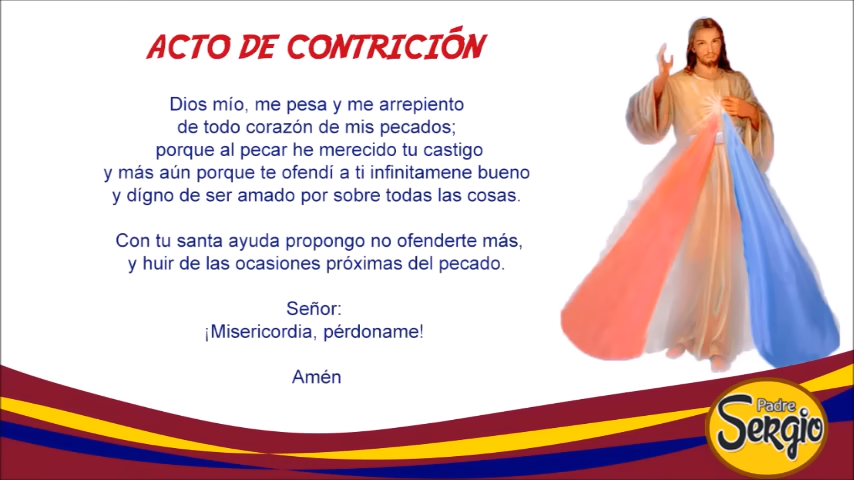 ACTO DE CONTRICIÓN
Dios mío, me pesa y me arrepiento
de todo corazón de mis pecados;
porque al pecar he merecido tu castigo
y más aún porque te ofendí a ti infinitamene bueno
y dígno de ser amado por sobre todas las cosas.
Con tu santa ayuda propongo no ofenderte más,
y huir de las ocasiones próximas del pecado.
Señor:
¡Misericordia, pérdoname!
Amén
Padre
Sergio